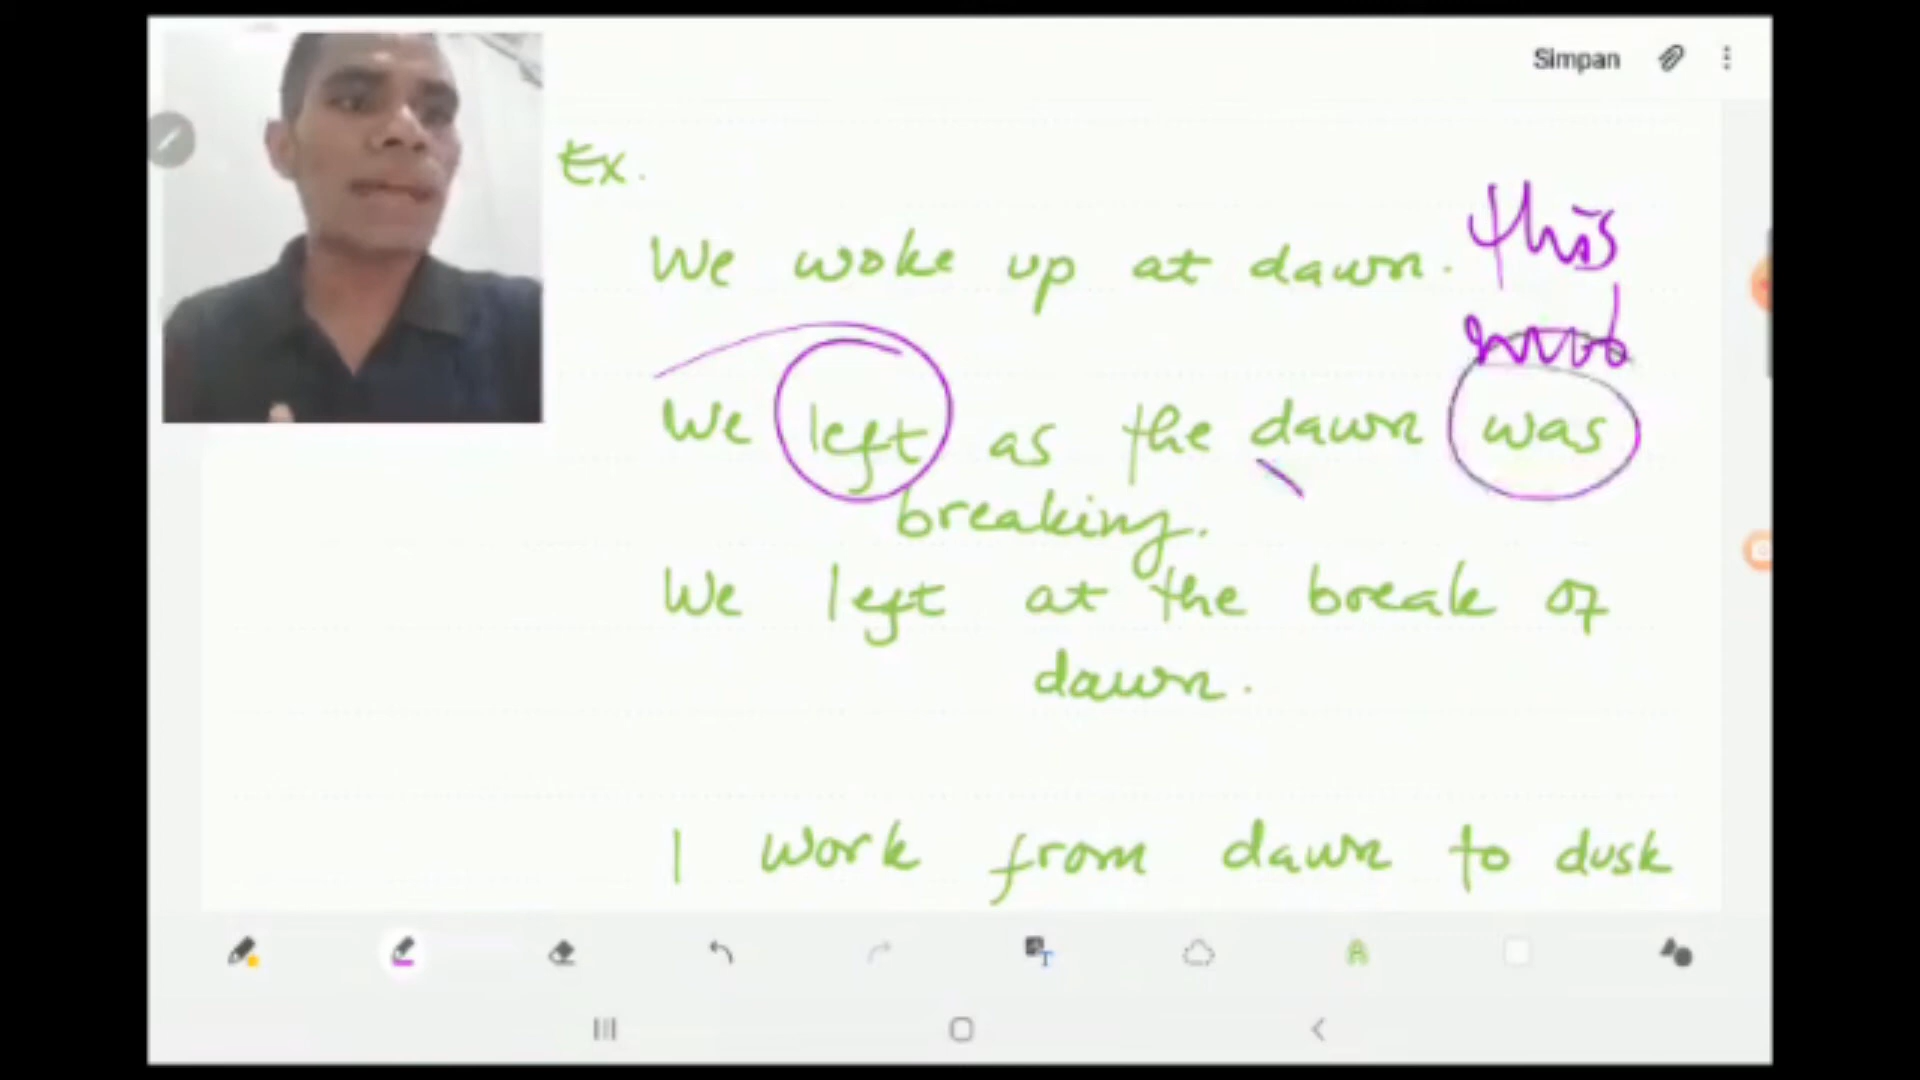 Simpan
Ex.
We woke up at dawn. this
We left as the dawn was
breaking.
We left at the break of
dawn.
I work from dawn to dusk